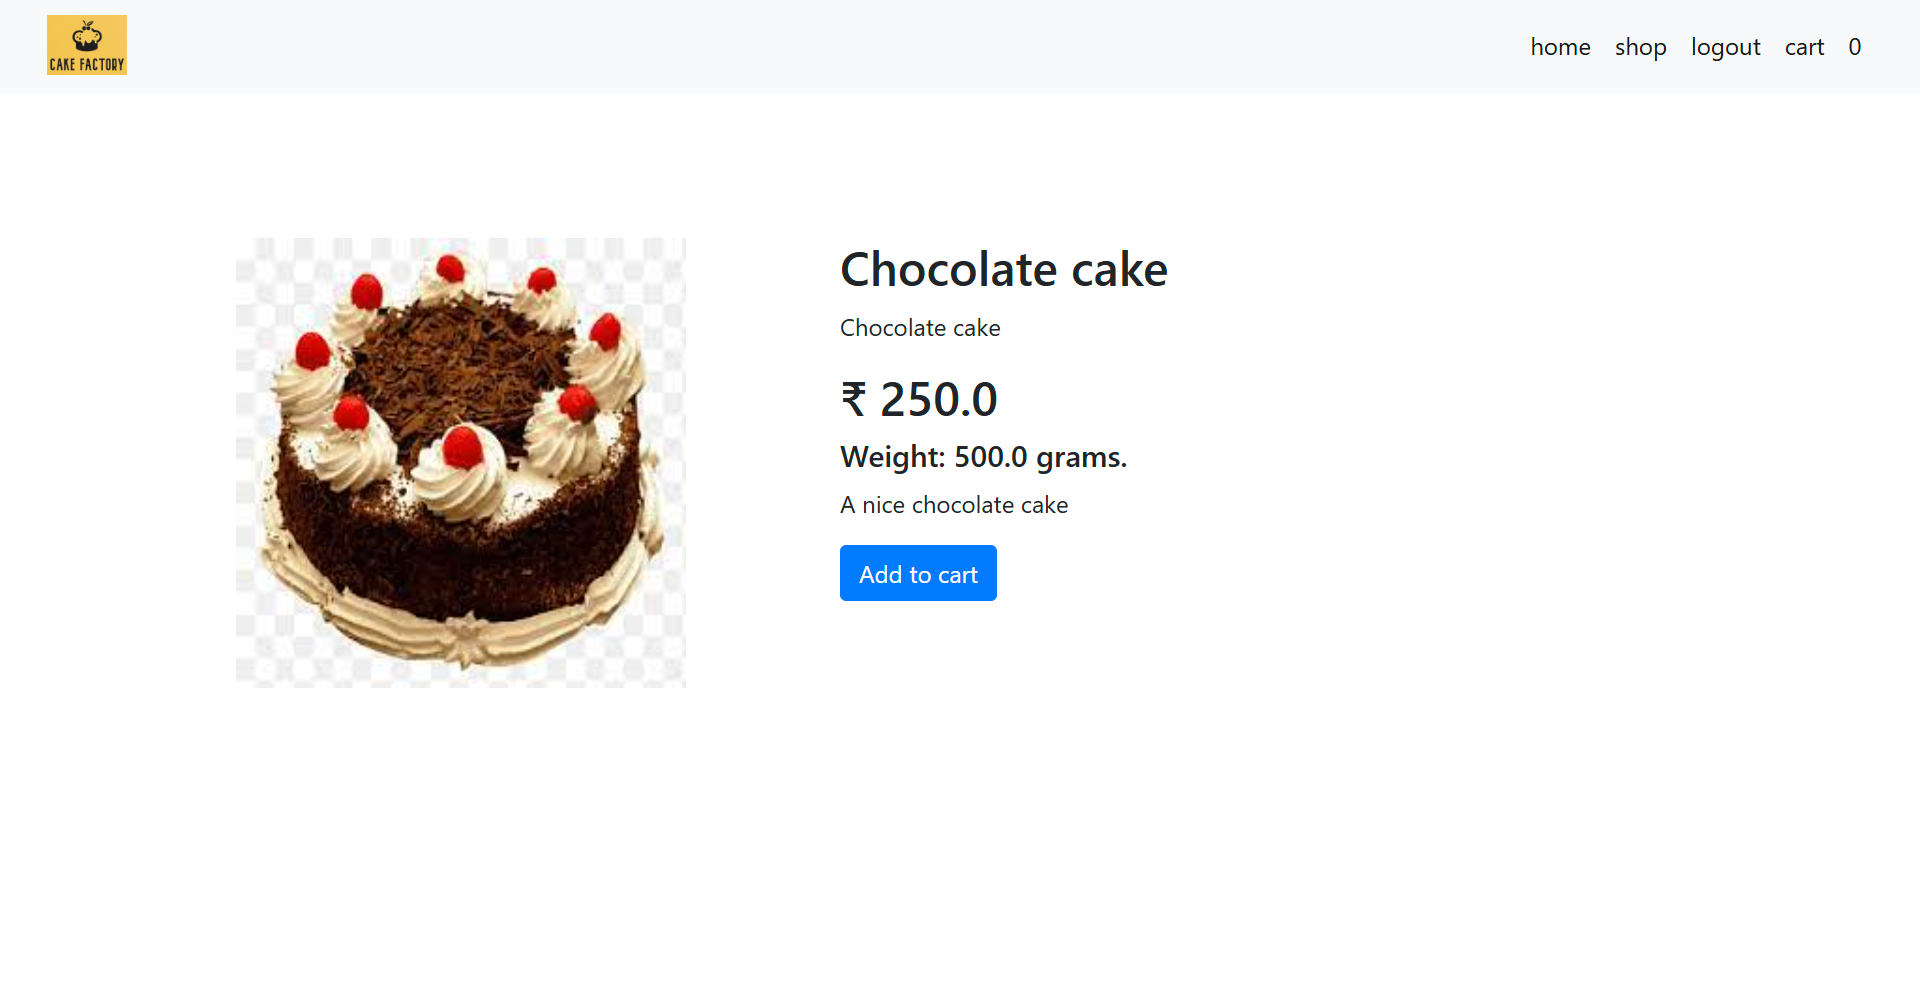 CAKE FACTORY
home shop logout cart 0
Chocolate cake
Chocolate cake
₹ 250.0
Weight: 500.0 grams.
A nice chocolate cake
Add to cart